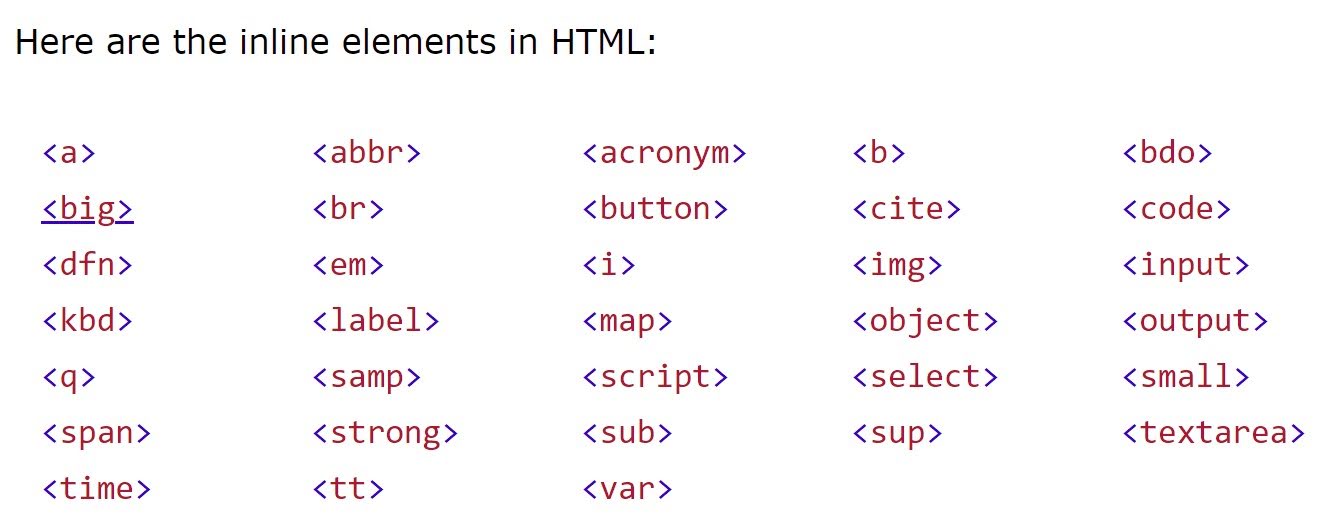 Here are the inline elements in HTML:
<a> <abbr> <acronym> <b> <bdo>
<big> <br> <button> <cite> <code>
<dfn> <em> <i> <img> <input>
<kbd> <label> <map> <object> <output>
<q> <samp> <script> <select> <small>
<span> <strong> <sub> <sup> <textarea>
<time> <tt> <var>